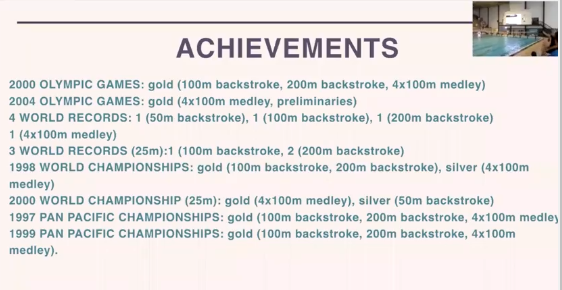 ACHIEVEMENTS
2000 OLYMPIC GAMES: gold (100m backstroke, 200m backstroke, 4x100m medley)
2004 OLYMPIC GAMES: gold (4x100m medley, preliminaries)
4 WORLD RECORDS: 1 (50m backstroke), 1 (100m backstroke), 1 (200m backstroke)
1 (4x100m medley)
3 WORLD RECORDS (25m):1 (100m backstroke, 2 (200m backstroke)
1998 WORLD CHAMPIONSHIPS: gold (100m backstroke, 200m backstroke), silver (4x100m
medley)
2000 WORLD CHAMPIONSHIP (25m): gold (4x100m medley), silver (50m backstroke)
1997 PAN PACIFIC CHAMPIONSHIPS: gold (100m backstroke, 200m backstroke, 4x100m medley
1999 PAN PACIFIC CHAMPIONSHIPS: gold (100m backstroke, 200m backstroke, 4x100m
medley).